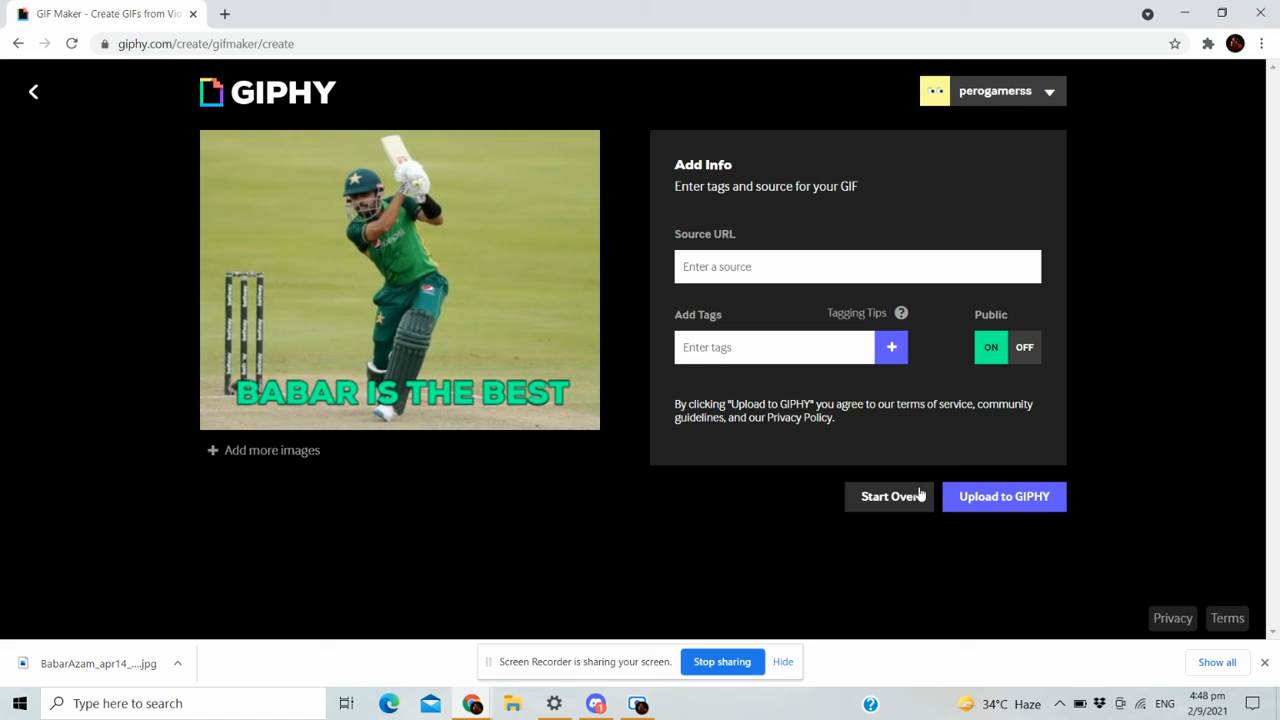 GIF Maker - Create GIFs from Vic
giphy.com/create/gifmaker/create
GIPHY
perogamerss
BABAR IS THE BEST
Add more images
Add Info
Enter tags and source for your GIF
Source URL
Enter a source
Add Tags
Tagging Tips
Public
Enter tags
ON
OFF
By clicking "Upload to GIPHY" you agree to our terms of service, community
guidelines, and our Privacy Policy.
Start Over
Upload to GIPHY
Privacy
Terms
BabarAzam_apr14_....jpg
Screen Recorder is sharing your screen.
Stop sharing
Hide
Show all
Type here to search
34°C Haze
ENG
4:48 pm
2/9/2021